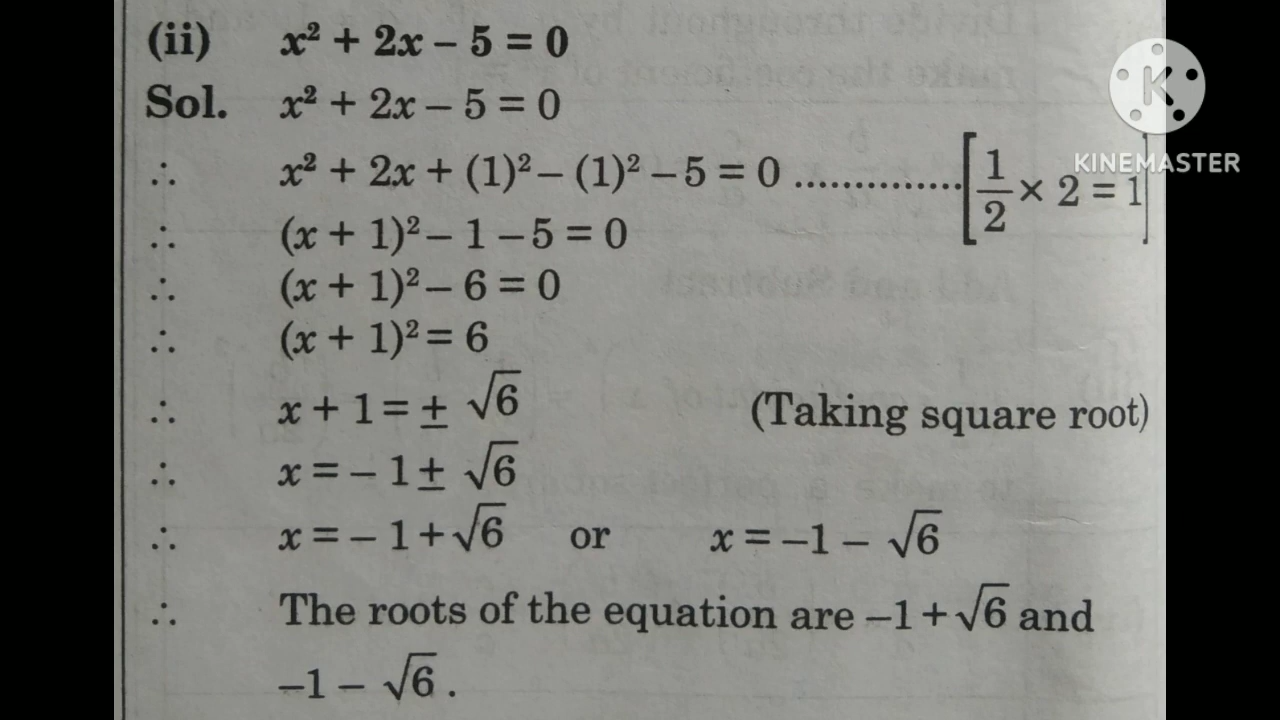 (ii) x² + 2x – 5 = 0
Sol. x² + 2x – 5 = 0
∴ x² + 2x + (1)² – (1)² – 5 = 0 ..............[1/2 × 2 = 1]
∴ (x + 1)² – 1 – 5 = 0
∴ (x + 1)² – 6 = 0
∴ (x + 1)² = 6
∴ x + 1 = ± √6 (Taking square root)
∴ x = – 1 ± √6
∴ x = – 1 + √6 or x = –1 – √6
∴ The roots of the equation are –1 + √6 and
–1 – √6 .
K
KINEMASTER